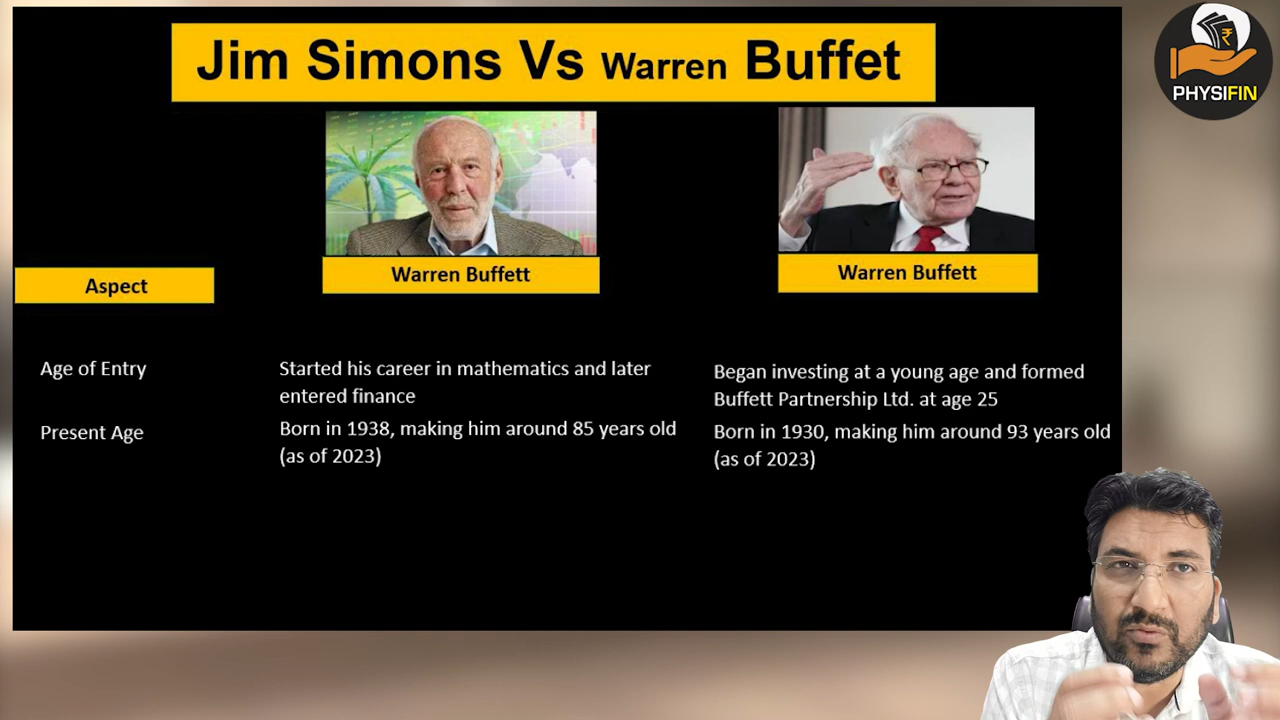 Jim Simons Vs Warren Buffet
PHYSIFIN
Warren Buffett
Warren Buffett
Aspect
Age of Entry
Started his career in mathematics and later
entered finance
Began investing at a young age and formed
Buffett Partnership Ltd. at age 25
Present Age
Born in 1938, making him around 85 years old
(as of 2023)
Born in 1930, making him around 93 years old
(as of 2023)